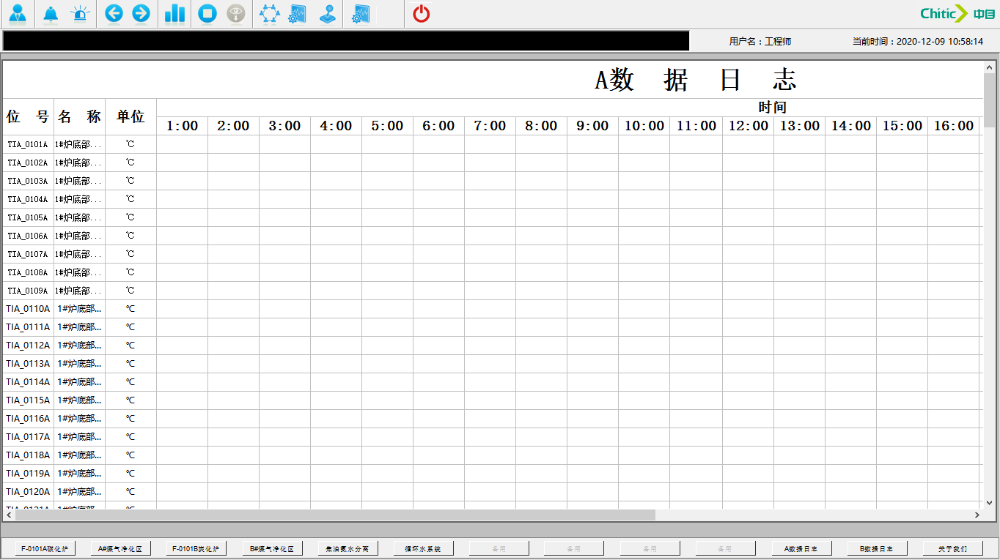 Chitic 中自
用户名：工程师 当前时间：2020-12-09 10:58:14
A数 据 日 志
位 号 名 称 单位 时间
1:00 2:00 3:00 4:00 5:00 6:00 7:00 8:00 9:00 10:00 11:00 12:00 13:00 14:00 15:00 16:00
TIA_0101A 1#炉底部... ℃
TIA_0102A 1#炉底部... ℃
TIA_0103A 1#炉底部... ℃
TIA_0104A 1#炉底部... ℃
TIA_0105A 1#炉底部... ℃
TIA_0106A 1#炉底部... ℃
TIA_0107A 1#炉底部... ℃
TIA_0108A 1#炉底部... ℃
TIA_0109A 1#炉底部... ℃
TIA_0110A 1#炉底部... ℃
TIA_0111A 1#炉底部... ℃
TIA_0112A 1#炉底部... ℃
TIA_0113A 1#炉底部... ℃
TIA_0114A 1#炉底部... ℃
TIA_0115A 1#炉底部... ℃
TIA_0116A 1#炉底部... ℃
TIA_0117A 1#炉底部... ℃
TIA_0118A 1#炉底部... ℃
TIA_0119A 1#炉底部... ℃
TIA_0120A 1#炉底部... ℃
TIA_0121A 1#炉底部... ℃
F-0101A碳化炉 A#煤气净化区 F-0101B炭化炉 B#煤气净化区 焦油氨水分离 循环水系统 备用 备用 备用 备用 A数据日志 B数据日志 关于我们